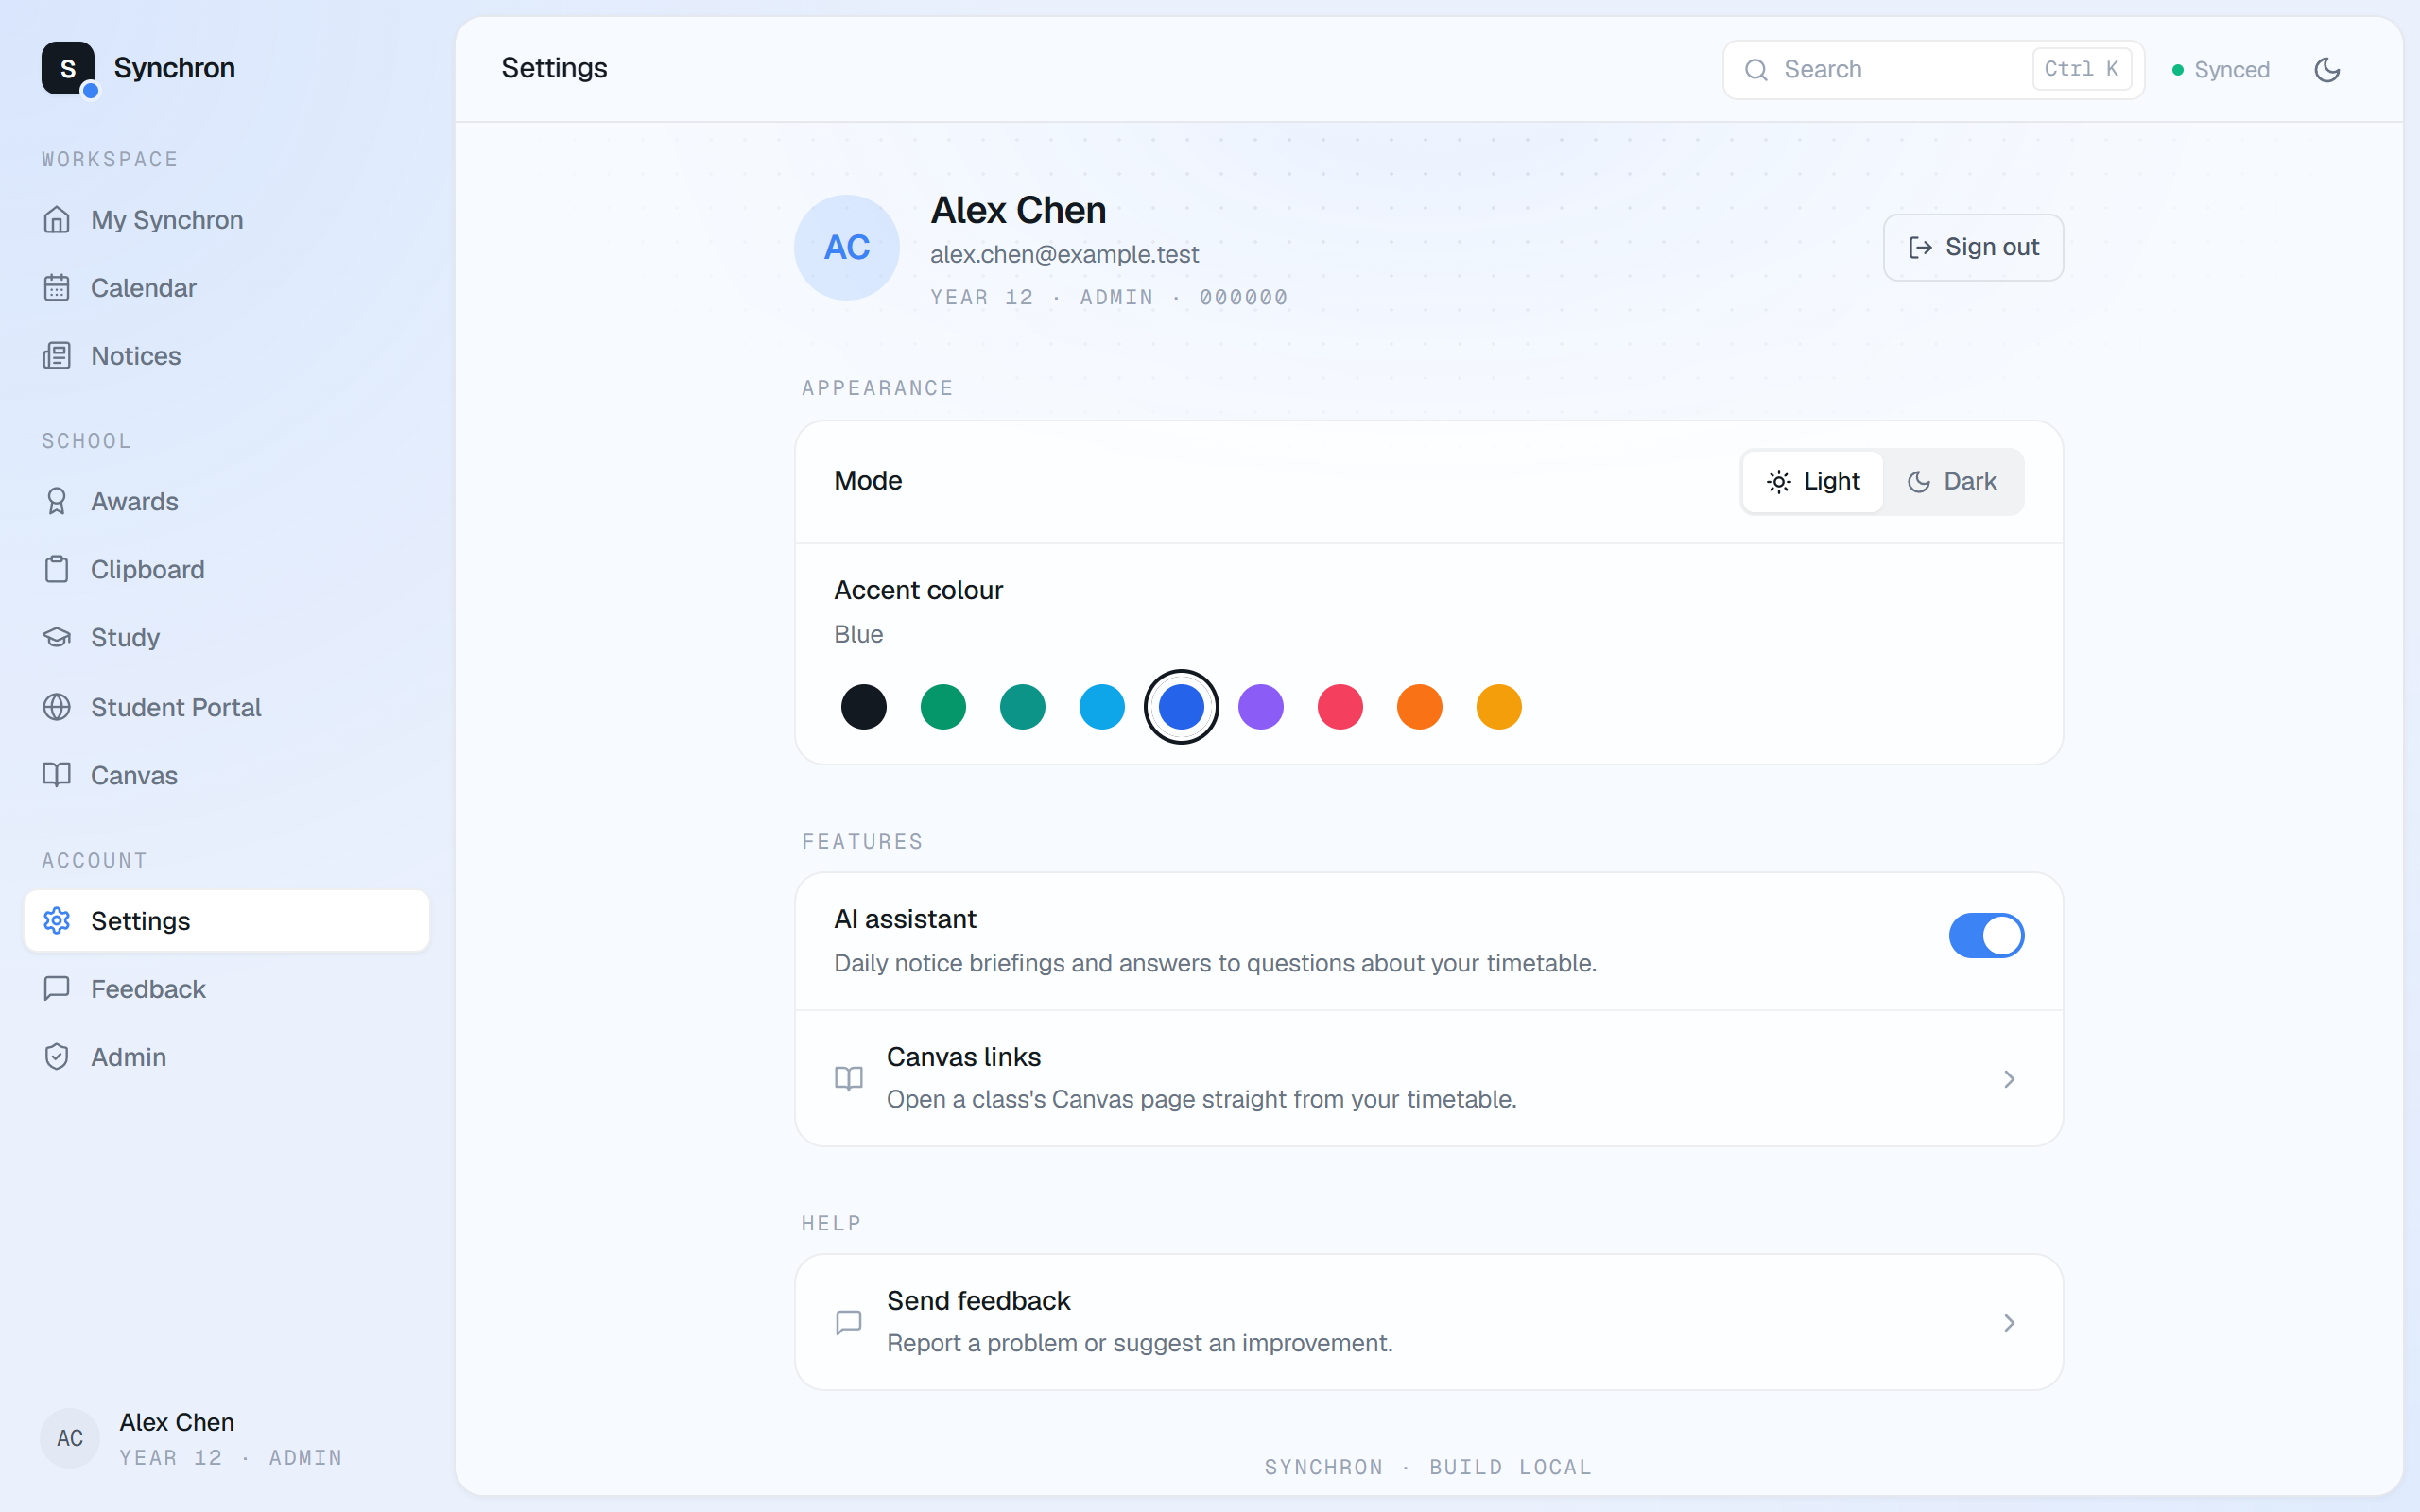 S
Synchron
WORKSPACE
My Synchron
Calendar
Notices
SCHOOL
Awards
Clipboard
Study
Student Portal
Canvas
ACCOUNT
Settings
Feedback
Admin
AC
Alex Chen
YEAR 12 · ADMIN
Settings
Search
Ctrl K
Synced
AC
Alex Chen
alex.chen@example.test
YEAR 12 · ADMIN · 000000
Sign out
APPEARANCE
Mode
Light
Dark
Accent colour
Blue
FEATURES
AI assistant
Daily notice briefings and answers to questions about your timetable.
Canvas links
Open a class's Canvas page straight from your timetable.
HELP
Send feedback
Report a problem or suggest an improvement.
SYNCHRON · BUILD LOCAL